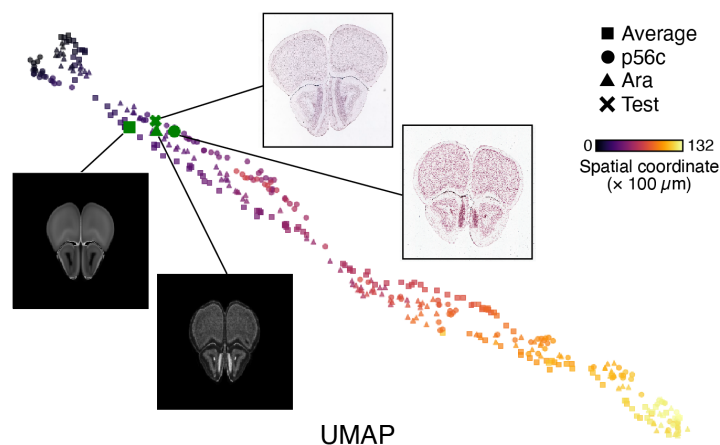 Average
p56c
Ara
Test
0 132
Spatial coordinate
(× 100 μm)
UMAP